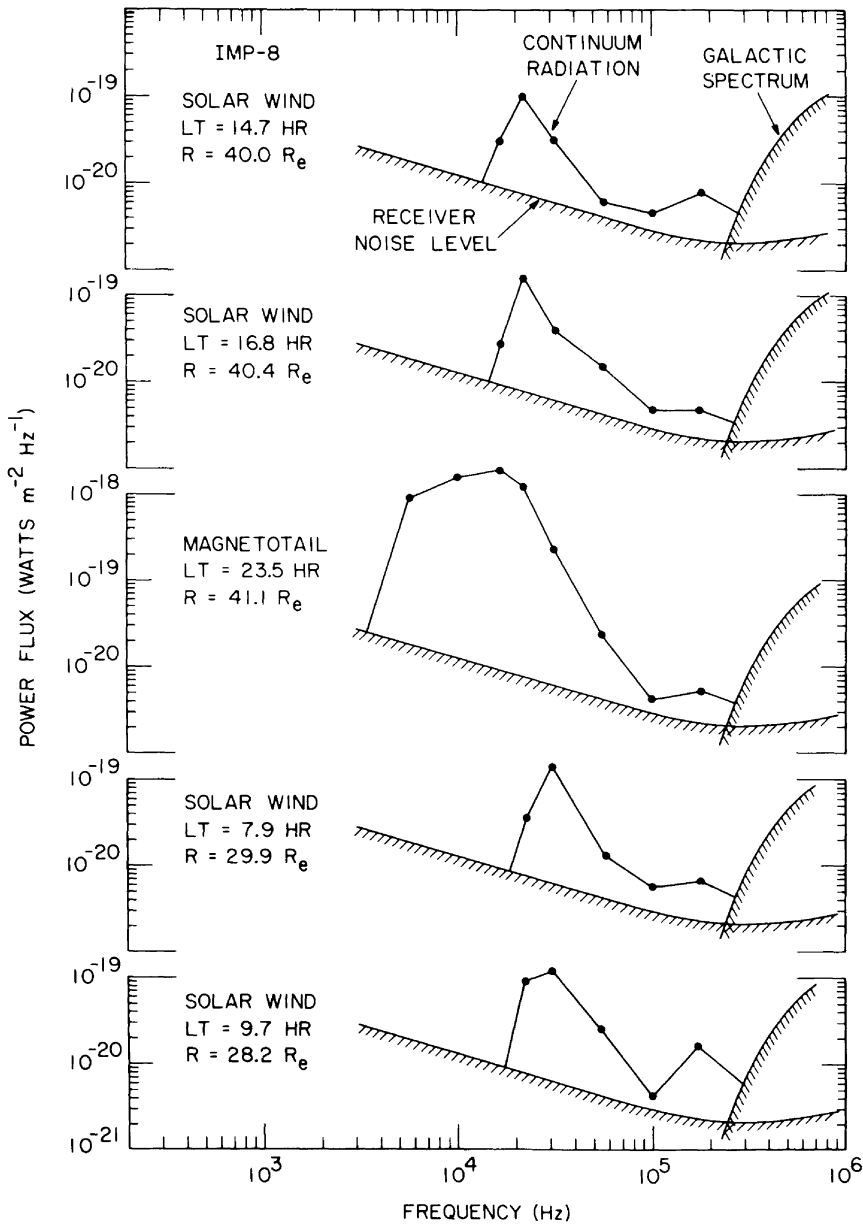 IMP-8
CONTINUUM
RADIATION
GALACTIC
SPECTRUM
10⁻¹⁹
10⁻²⁰
SOLAR WIND
LT = 14.7 HR
R = 40.0 Rₑ
RECEIVER
NOISE LEVEL
10⁻¹⁹
10⁻²⁰
SOLAR WIND
LT = 16.8 HR
R = 40.4 Rₑ
10⁻¹⁸
10⁻¹⁹
10⁻²⁰
MAGNETOTAIL
LT = 23.5 HR
R = 41.1 Rₑ
POWER FLUX (WATTS m⁻² Hz⁻¹)
10⁻¹⁹
10⁻²⁰
SOLAR WIND
LT = 7.9 HR
R = 29.9 Rₑ
10⁻¹⁹
10⁻²⁰
10⁻²¹
SOLAR WIND
LT = 9.7 HR
R = 28.2 Rₑ
10³ 10⁴ 10⁵ 10⁶
FREQUENCY (Hz)